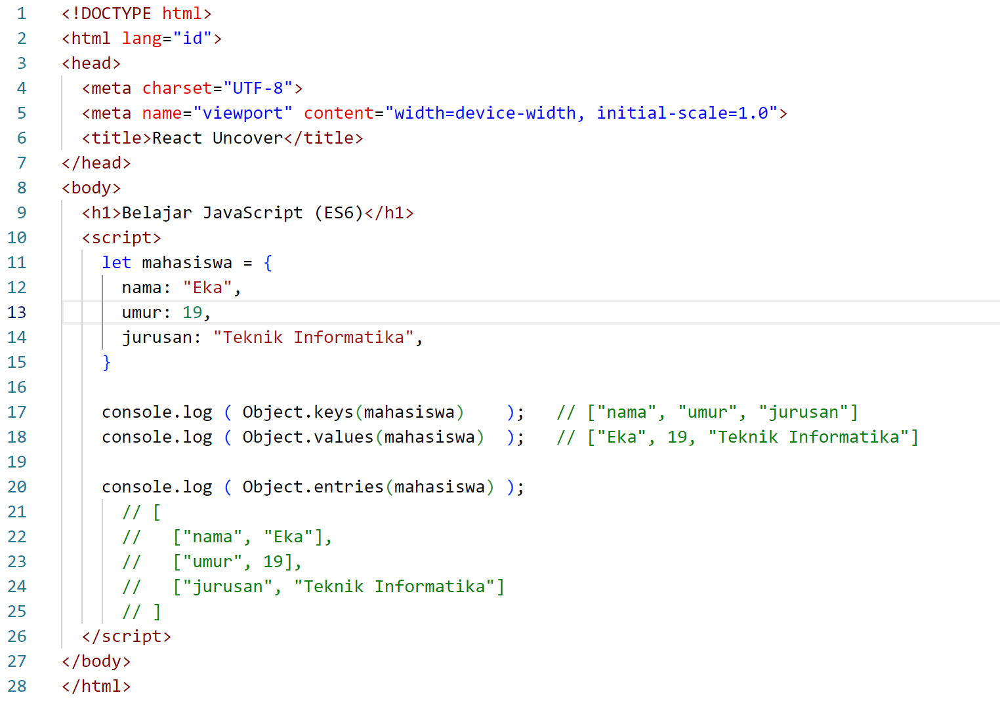 1 <!DOCTYPE html>
2 <html lang="id">
3 <head>
4   <meta charset="UTF-8">
5   <meta name="viewport" content="width=device-width, initial-scale=1.0">
6   <title>React Uncover</title>
7 </head>
8 <body>
9   <h1>Belajar JavaScript (ES6)</h1>
10   <script>
11     let mahasiswa = {
12       nama: "Eka",
13       umur: 19,
14       jurusan: "Teknik Informatika",
15     }
16
17     console.log ( Object.keys(mahasiswa)    );   // ["nama", "umur", "jurusan"]
18     console.log ( Object.values(mahasiswa)  );   // ["Eka", 19, "Teknik Informatika"]
19
20     console.log ( Object.entries(mahasiswa) );
21       // [
22       //   ["nama", "Eka"],
23       //   ["umur", 19],
24       //   ["jurusan", "Teknik Informatika"]
25       // ]
26   </script>
27 </body>
28 </html>